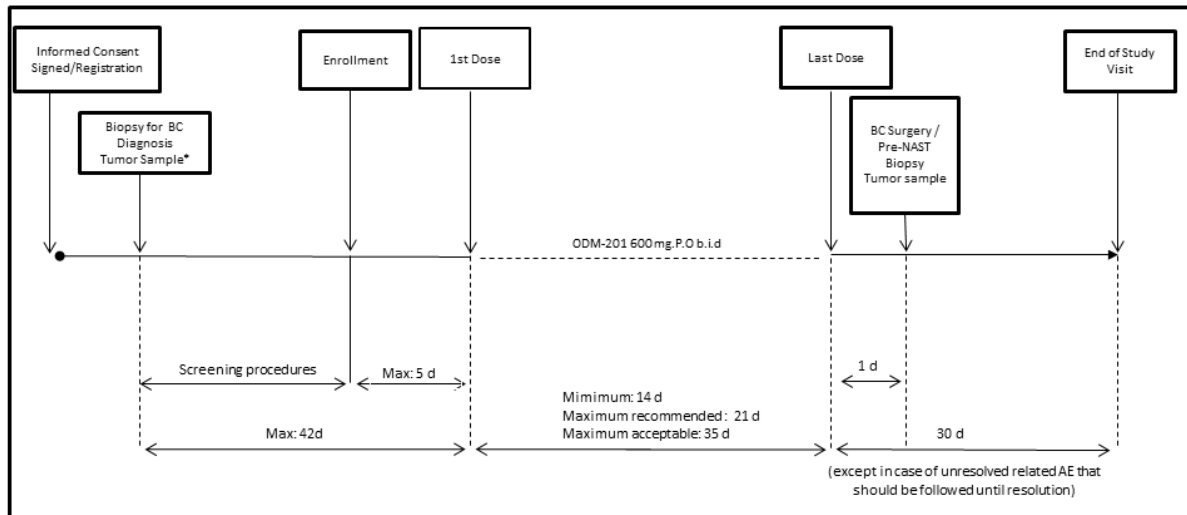 Informed Consent
Signed/Registration
Enrollment
1st Dose
Last Dose
End of Study
Visit
Biopsy for BC
Diagnosis
Tumor Sample*
BC Surgery /
Pre-NAST
Biopsy
Tumor sample
ODM-201 600mg.P.O b.i.d
Screening procedures
Max: 5 d
1 d
Mimimum: 14 d
Maximum recommended: 21 d
Maximum acceptable: 35 d
Max: 42d
30 d
(except in case of unresolved related AE that
should be followed until resolution)